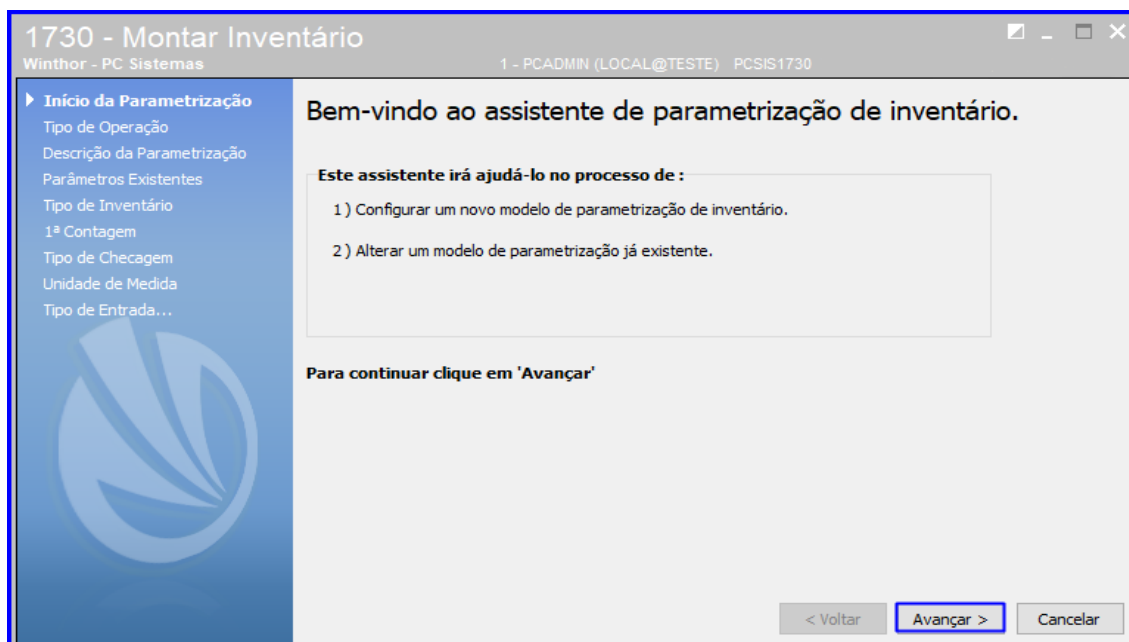 1730 - Montar Inventário
Winthor - PC Sistemas
1 - PCADMIN (LOCAL@TESTE) PCSIS1730
Início da Parametrização
Tipo de Operação
Descrição da Parametrização
Parâmetros Existentes
Tipo de Inventário
1ª Contagem
Tipo de Checagem
Unidade de Medida
Tipo de Entrada...
Bem-vindo ao assistente de parametrização de inventário.
Este assistente irá ajudá-lo no processo de :
1 ) Configurar um novo modelo de parametrização de inventário.
2 ) Alterar um modelo de parametrização já existente.
Para continuar clique em 'Avançar'
< Voltar
Avançar >
Cancelar